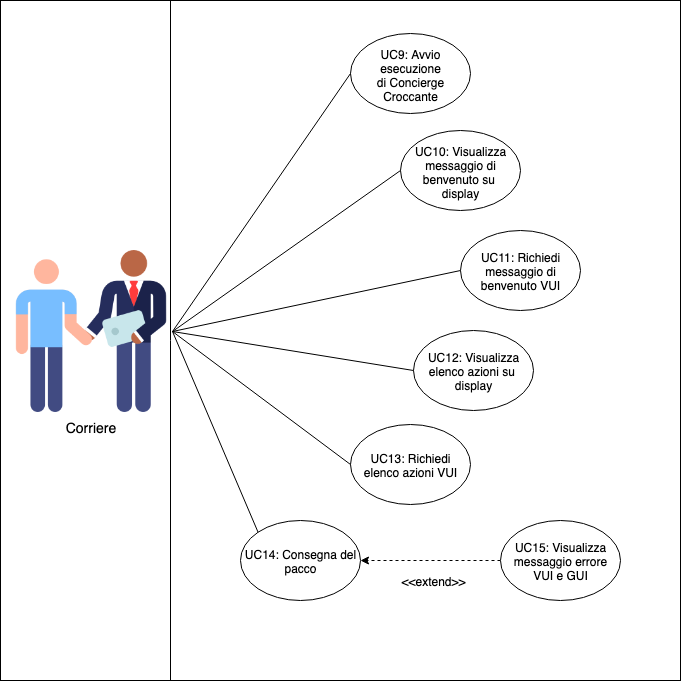 UC9: Avvio
esecuzione
di Concierge
Croccante
UC10: Visualizza
messaggio di
benvenuto su
display
UC11: Richiedi
messaggio di
benvenuto VUI
UC12: Visualizza
elenco azioni su
display
Corriere
UC13: Richiedi
elenco azioni VUI
UC14: Consegna del
pacco
UC15: Visualizza
messaggio errore
VUI e GUI
<<extend>>